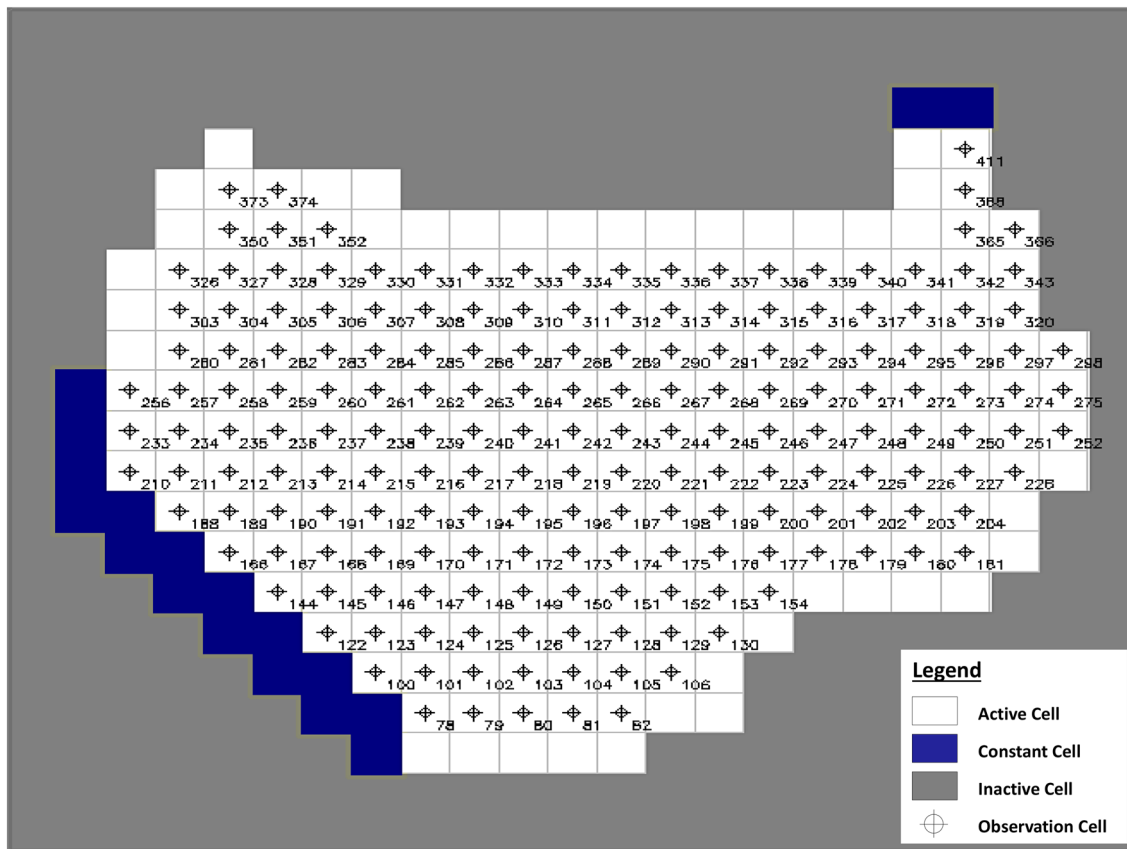 411
373 374 388
350 351 352 365 366
326 327 328 329 330 331 332 333 334 335 336 337 338 339 340 341 342 343
303 304 305 306 307 308 309 310 311 312 313 314 315 316 317 318 319 320
280 281 282 283 284 285 286 287 288 289 290 291 292 293 294 295 296 297 298
256 257 258 259 260 261 262 263 264 265 266 267 268 269 270 271 272 273 274 275
233 234 235 236 237 238 239 240 241 242 243 244 245 246 247 248 249 250 251 252
210 211 212 213 214 215 216 217 218 219 220 221 222 223 224 225 226 227 228
188 189 190 191 192 193 194 195 196 197 198 199 200 201 202 203 204
166 167 168 169 170 171 172 173 174 175 176 177 178 179 180 181
144 145 146 147 148 149 150 151 152 153 154
122 123 124 125 126 127 128 129 130
100 101 102 103 104 105 106
78 79 80 81 82
Legend
Active Cell
Constant Cell
Inactive Cell
Observation Cell